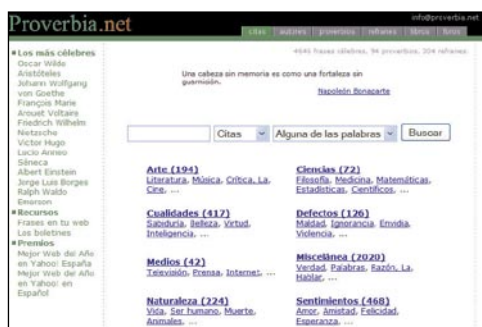 Proverbia.net
info@proverbia.net
citas autores proverbios refranes libros foros
4645 frases célebres, 94 proverbios, 304 refranes.
Los más célebres
Oscar Wilde
Aristóteles
Johann Wolfgang
von Goethe
François Marie
Arouet Voltaire
Friedrich Wilhelm
Nietzsche
Victor Hugo
Lucio Anneo
Séneca
Albert Einstein
Jorge Luis Borges
Ralph Waldo
Emerson
Recursos
Frases en tu web
Los boletines
Premios
Mejor Web del Año
en Yahoo! España
Mejor Web del Año
en Yahoo! en
Español
Una cabeza sin memoria es como una fortaleza sin
guarnición.
Napoleón Bonaparte
Citas Alguna de las palabras Buscar
Arte (194)
Literatura, Música, Crítica, La,
Cine, ...
Ciencias (72)
Filosofía, Medicina, Matemáticas,
Estadísticas, Científicos, ...
Cualidades (417)
Sabiduría, Belleza, Virtud,
Inteligencia, ...
Defectos (126)
Maldad, Ignorancia, Envidia,
Violencia, ...
Medios (42)
Televisión, Prensa, Internet, ...
Miscelánea (2020)
Verdad, Palabras, Razón, La,
Hablar, ...
Naturaleza (224)
Vida, Ser humano, Muerte,
Animales, ...
Sentimientos (468)
Amor, Amistad, Felicidad,
Esperanza, ...